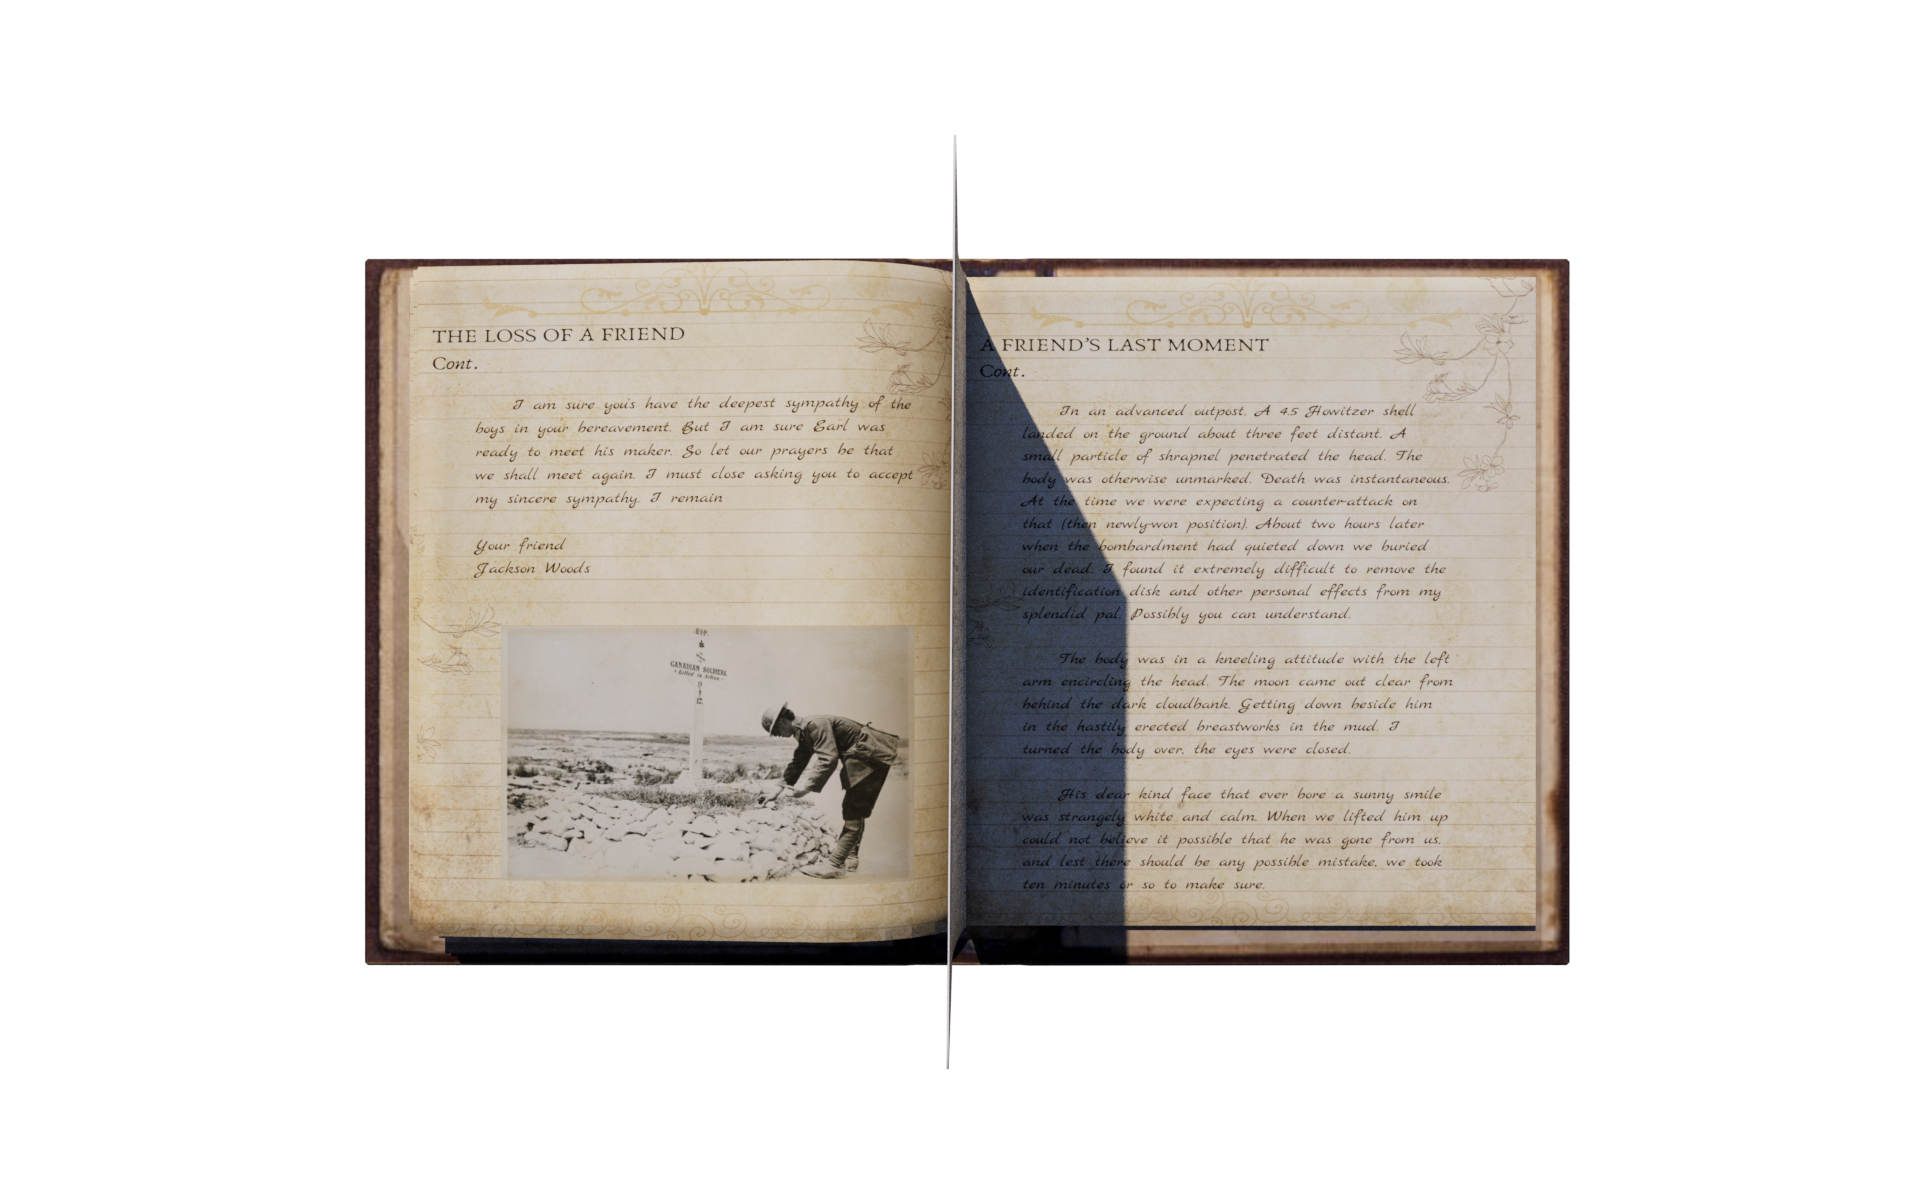 THE LOSS OF A FRIEND
Cont.
I am sure you's have the deepest sympathy of the
boys in your bereavement. But I am sure Earl was
ready to meet his maker. So let our prayers be that
we shall meet again. I must close asking you to accept
my sincere sympathy. I remain
Your friend
Jackson Woods
R.I.P.
CANADIAN SOLDIERS
Killed in Action
9
4
17.
A FRIEND'S LAST MOMENT
Cont.
In an advanced outpost. A 4.5 Howitzer shell
landed on the ground about three feet distant. A
small particle of shrapnel penetrated the head. The
body was otherwise unmarked. Death was instantaneous.
At the time we were expecting a counter-attack on
that (then newly-won position). About two hours later
when the bombardment had quieted down we buried
our dead. I found it extremely difficult to remove the
identification disk and other personal effects from my
splendid pal. Possibly you can understand.
The body was in a kneeling attitude with the left
arm encircling the head. The moon came out clear from
behind the dark cloudbank. Getting down beside him
in the hastily erected breastworks in the mud. I
turned the body over, the eyes were closed.
His dear kind face that ever bore a sunny smile
was strangely white and calm. When we lifted him up
could not believe it possible that he was gone from us,
and lest there should be any possible mistake, we took
ten minutes or so to make sure.